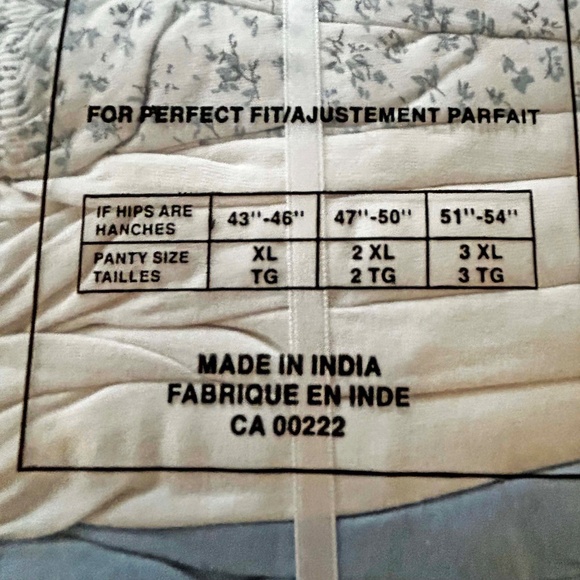 FOR PERFECT FIT/AJUSTEMENT PARFAIT
IF HIPS ARE HANCHES 43''-46'' 47''-50'' 51''-54''
PANTY SIZE TAILLES XL TG 2 XL 2 TG 3 XL 3 TG
MADE IN INDIA
FABRIQUE EN INDE
CA 00222